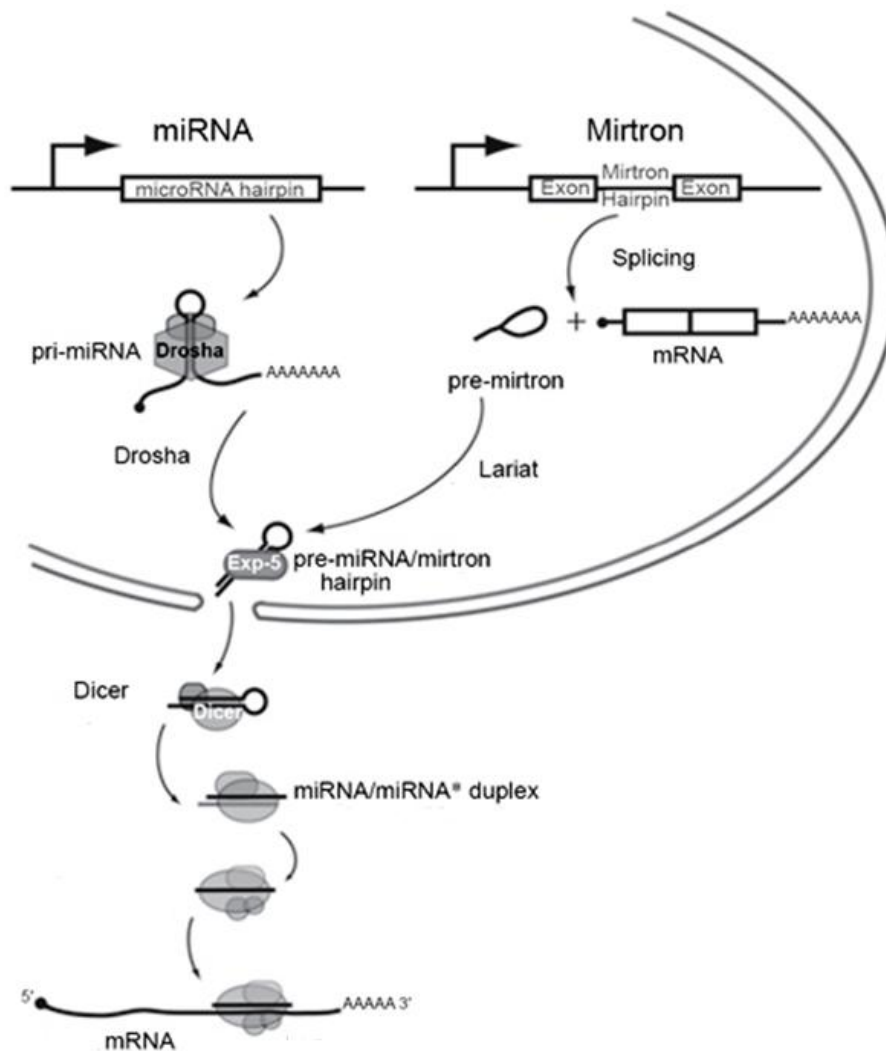 miRNA
Mirtron
microRNA hairpin
Exon
Mirtron
Hairpin
Exon
Splicing
pri-miRNA
Drosha
AAAAAAA
pre-mirtron
+
AAAAAAA
mRNA
Drosha
Lariat
Exp-5
pre-miRNA/mirtron
hairpin
Dicer
Dicer
miRNA/miRNA* duplex
5'
AAAAA 3'
mRNA